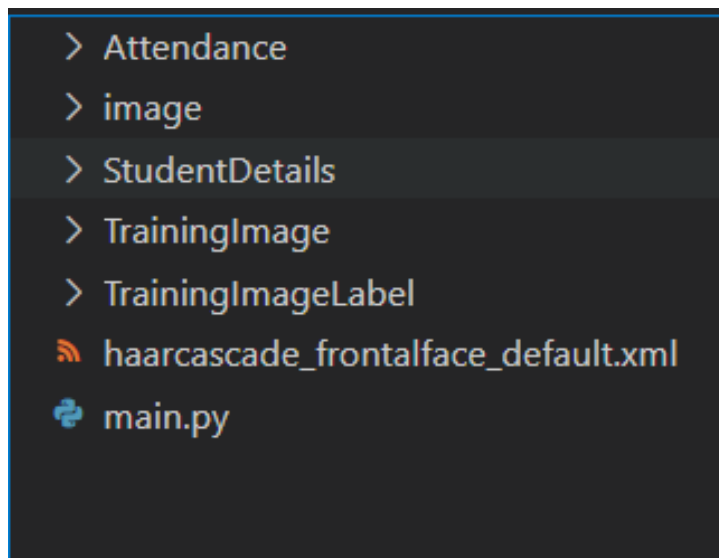 Attendance
image
StudentDetails
TrainingImage
TrainingImageLabel
haarcascade_frontalface_default.xml
main.py